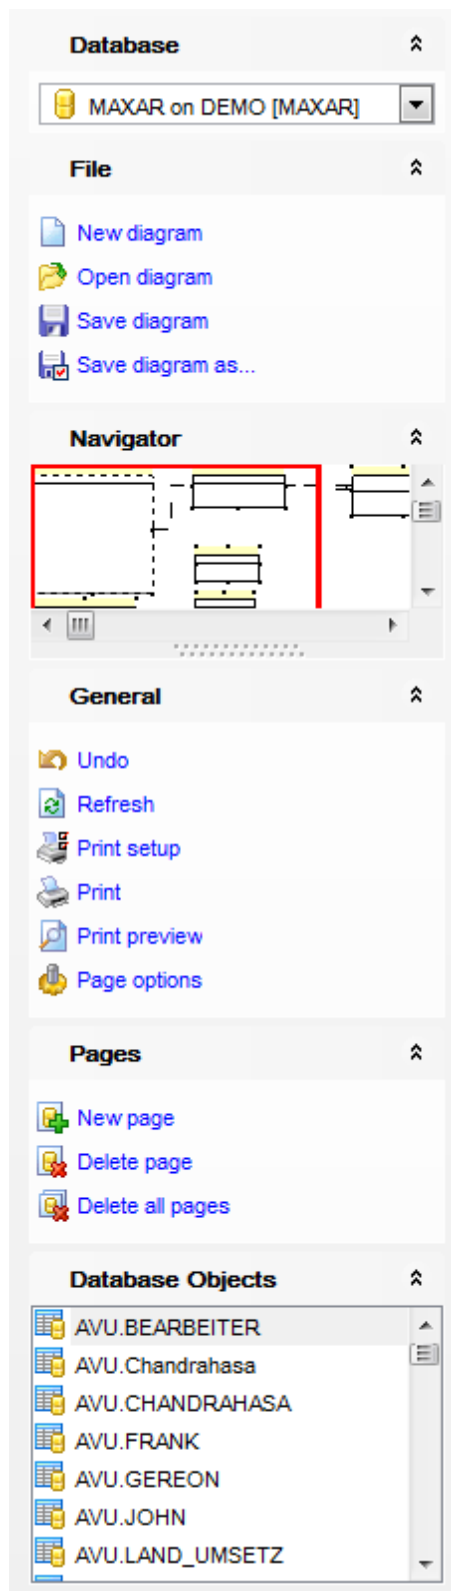 Database
MAXAR on DEMO [MAXAR]
File
New diagram
Open diagram
Save diagram
Save diagram as...
Navigator
General
Undo
Refresh
Print setup
Print
Print preview
Page options
Pages
New page
Delete page
Delete all pages
Database Objects
AVU.BEARBEITER
AVU.Chandrahasa
AVU.CHANDRAHASA
AVU.FRANK
AVU.GEREON
AVU.JOHN
AVU.LAND_UMSETZ